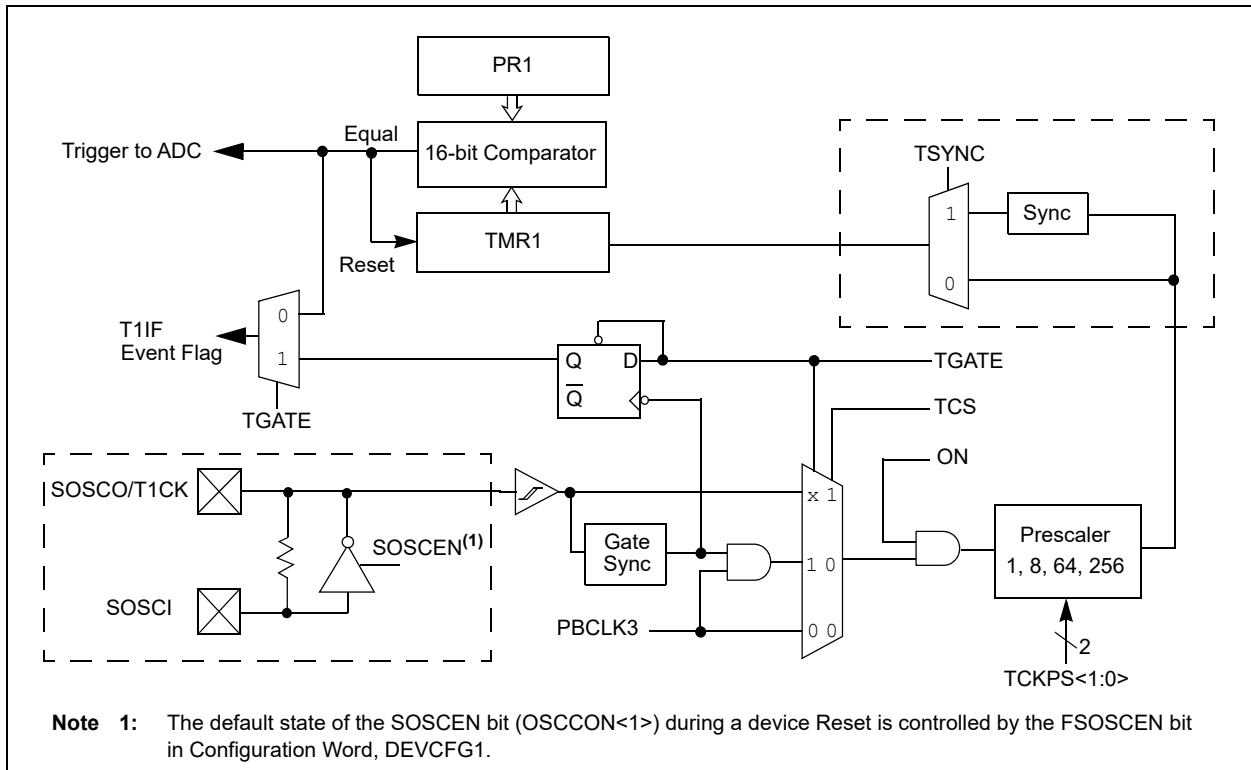 PR1
Equal
Trigger to ADC
16-bit Comparator
TSYNC
1
Sync
TMR1
Reset
0
0
T1IF
Event Flag
1
Q
D
TGATE
Q
TGATE
TCS
ON
SOSCO/T1CK
x 1
Prescaler
1, 8, 64, 256
Gate
Sync
SOSCEN(1)
1 0
SOSCI
PBCLK3
0 0
2
TCKPS<1:0>
Note 1: The default state of the SOSCEN bit (OSCCON<1>) during a device Reset is controlled by the FSOSCEN bit
in Configuration Word, DEVCFG1.